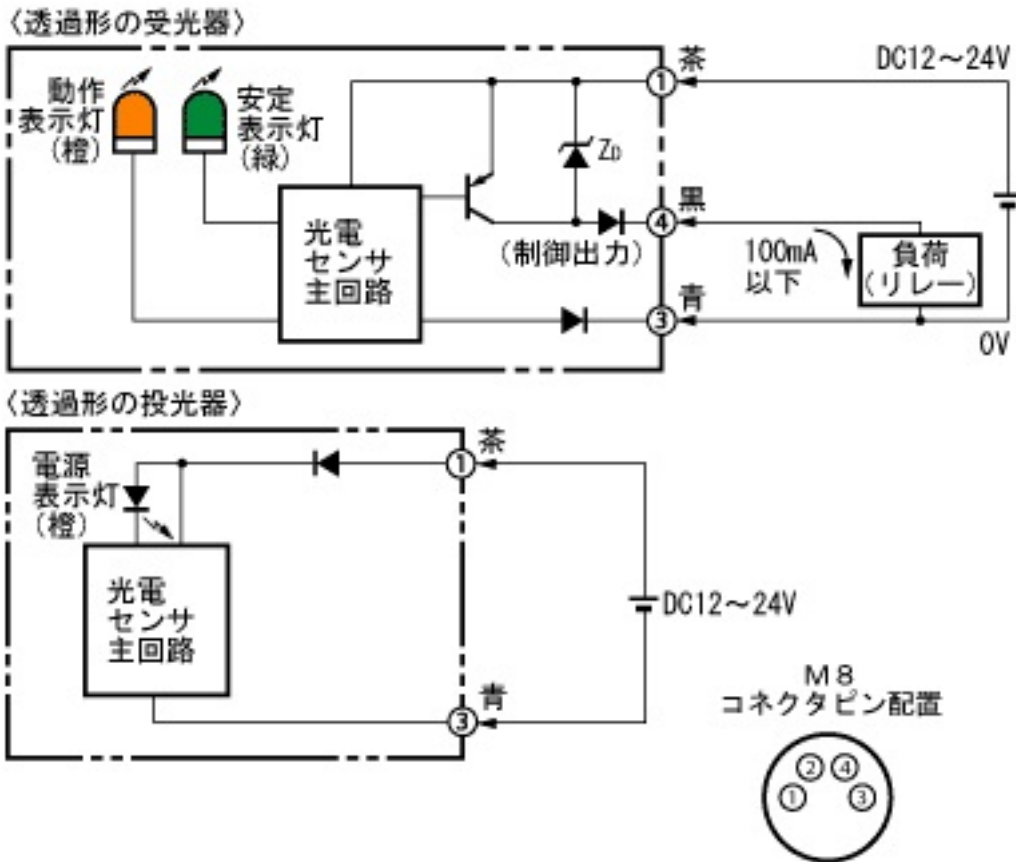 〈透過形の受光器〉
動作
表示灯
(橙)
安定
表示灯
(緑)
光電
センサ
主回路
ZD
(制御出力)
① 茶
④ 黒
③ 青
DC12～24V
100mA
以下
負荷
(リレー)
0V
〈透過形の投光器〉
電源
表示灯
(橙)
光電
センサ
主回路
① 茶
③ 青
DC12～24V
M8
コネクタピン配置
② ④
① ③